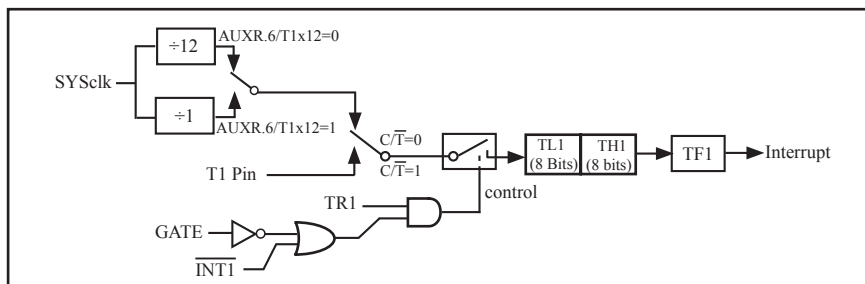 ÷12
AUXR.6/T1x12=0
SYSclk
÷1
AUXR.6/T1x12=1
C/T̅=0
C/T̅=1
T1 Pin
TL1
(8 Bits)
TH1
(8 bits)
TF1
Interrupt
control
TR1
GATE
I̅N̅T̅1̅